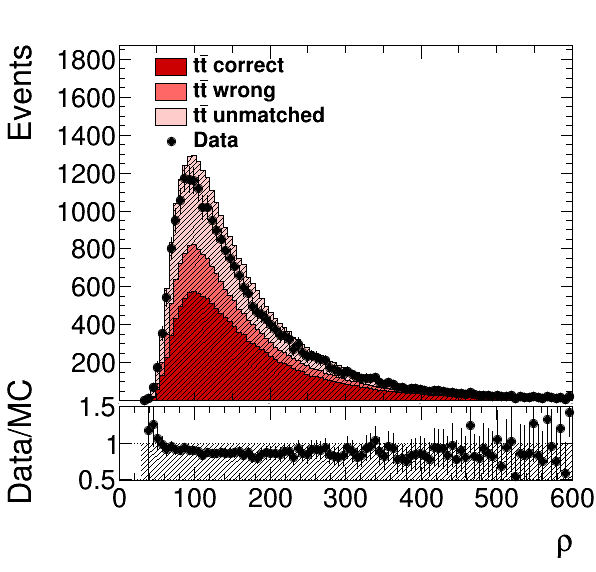 Events
1800
1600
1400
1200
1000
800
600
400
200
tt̄ correct
tt̄ wrong
tt̄ unmatched
Data
Data/MC
1.5
1
0.5
0 100 200 300 400 500 600
ρ